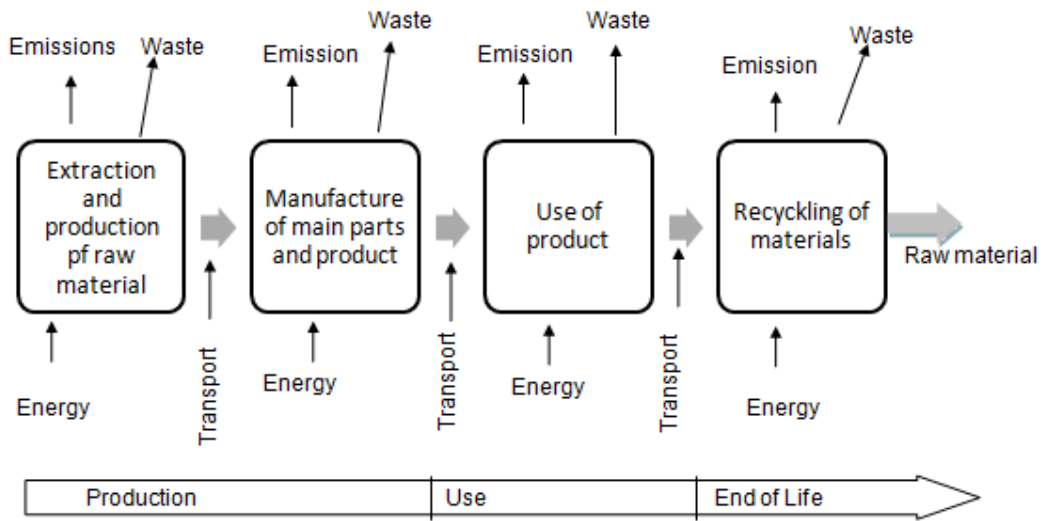 Emissions
Waste
Emission
Waste
Emission
Waste
Emission
Waste
Extraction
and
production
pf raw
material
Manufacture
of main parts
and product
Use of
product
Recyckling of
materials
Raw material
Energy
Transport
Energy
Transport
Energy
Transport
Energy
Production
Use
End of Life